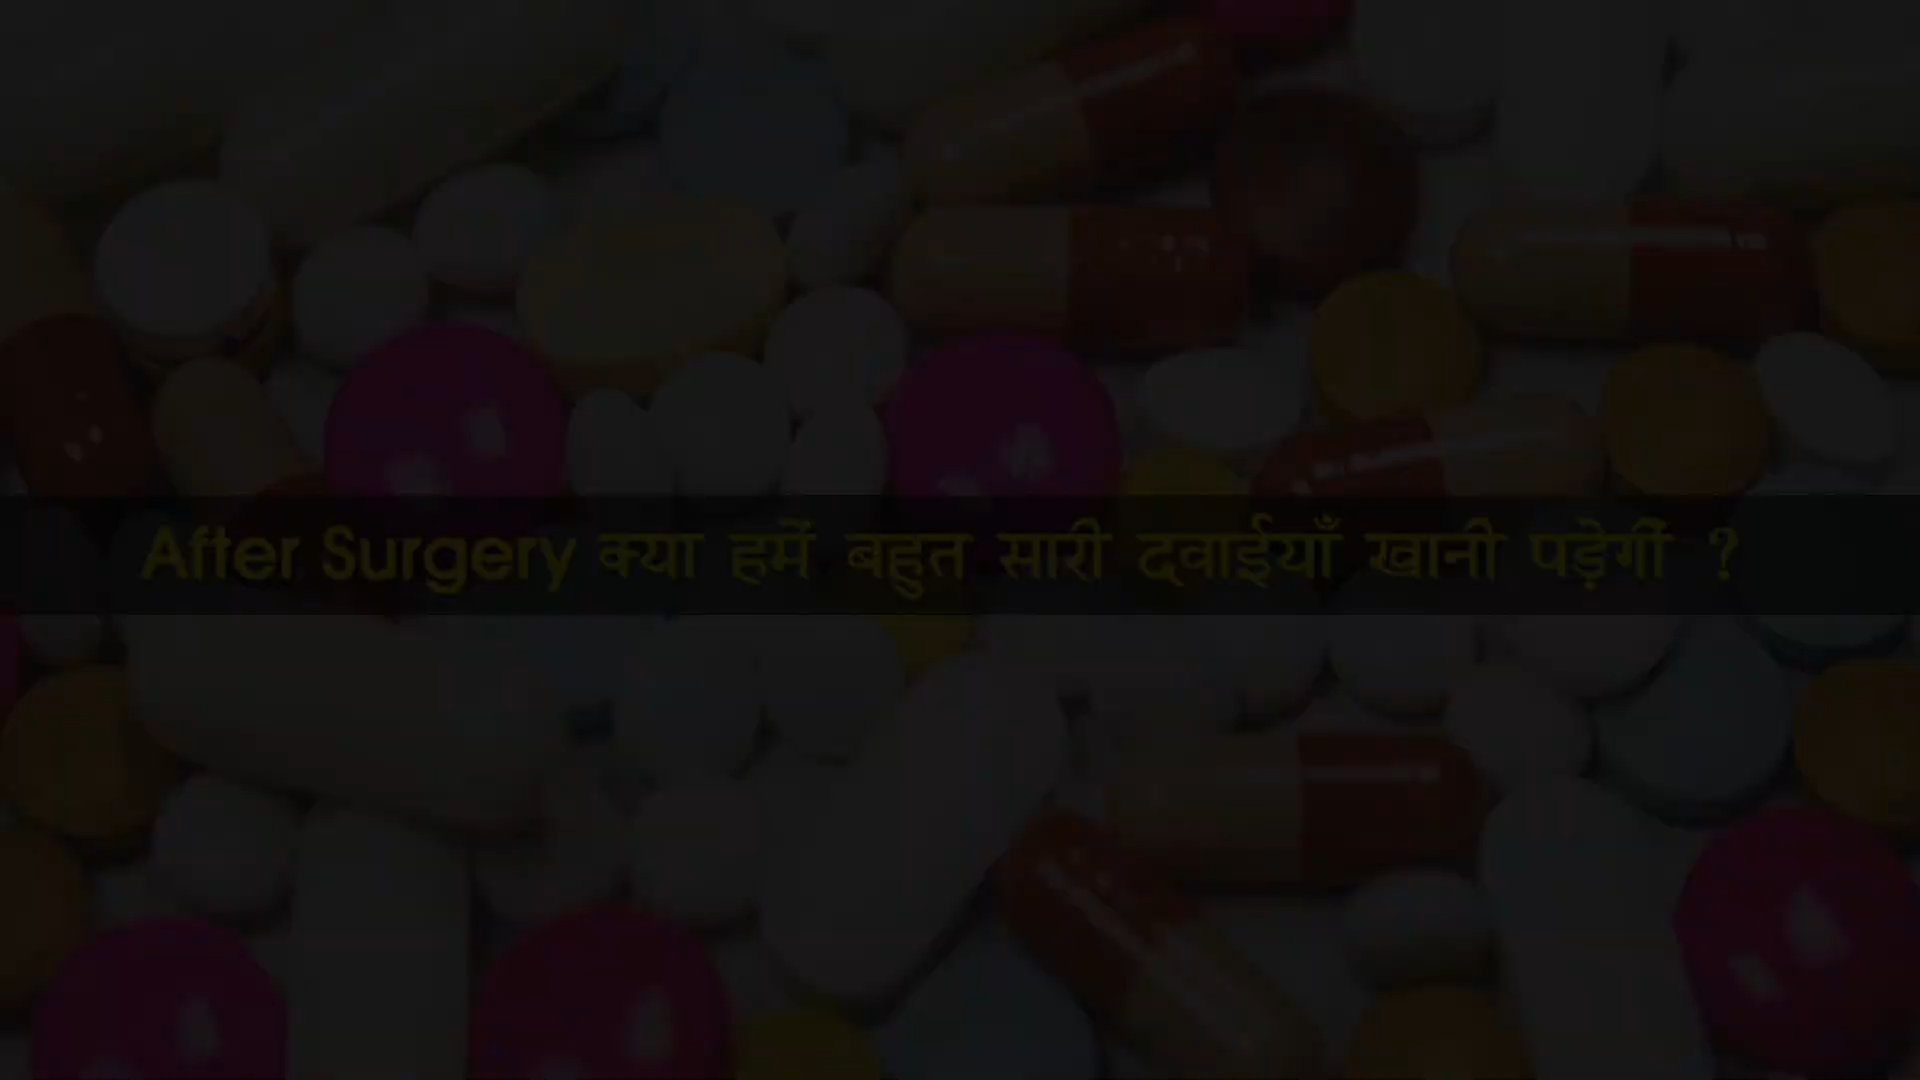 After Surgery क्या हमें बहुत सारी दवाईयाँ खानी पड़ेगीं ?